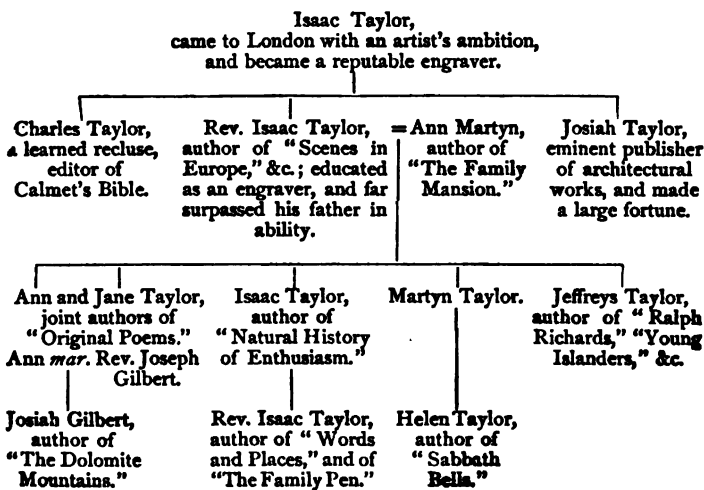 Isaac Taylor,
came to London with an artist's ambition,
and became a reputable engraver.
Charles Taylor,
a learned recluse,
editor of
Calmet's Bible.
Rev. Isaac Taylor,
author of "Scenes in
Europe," &c.; educated
as an engraver, and far
surpassed his father in
ability.
= Ann Martyn,
author of
"The Family
Mansion."
Josiah Taylor,
eminent publisher
of architectural
works, and made
a large fortune.
Ann and Jane Taylor,
joint authors of
"Original Poems."
Ann mar. Rev. Joseph
Gilbert.
Isaac Taylor,
author of
"Natural History
of Enthusiasm."
Martyn Taylor.
Jeffreys Taylor,
author of "Ralph
Richards," "Young
Islanders," &c.
Josiah Gilbert,
author of
"The Dolomite
Mountains."
Rev. Isaac Taylor,
author of "Words
and Places," and of
"The Family Pen."
Helen Taylor,
author of
"Sabbath
Bells."